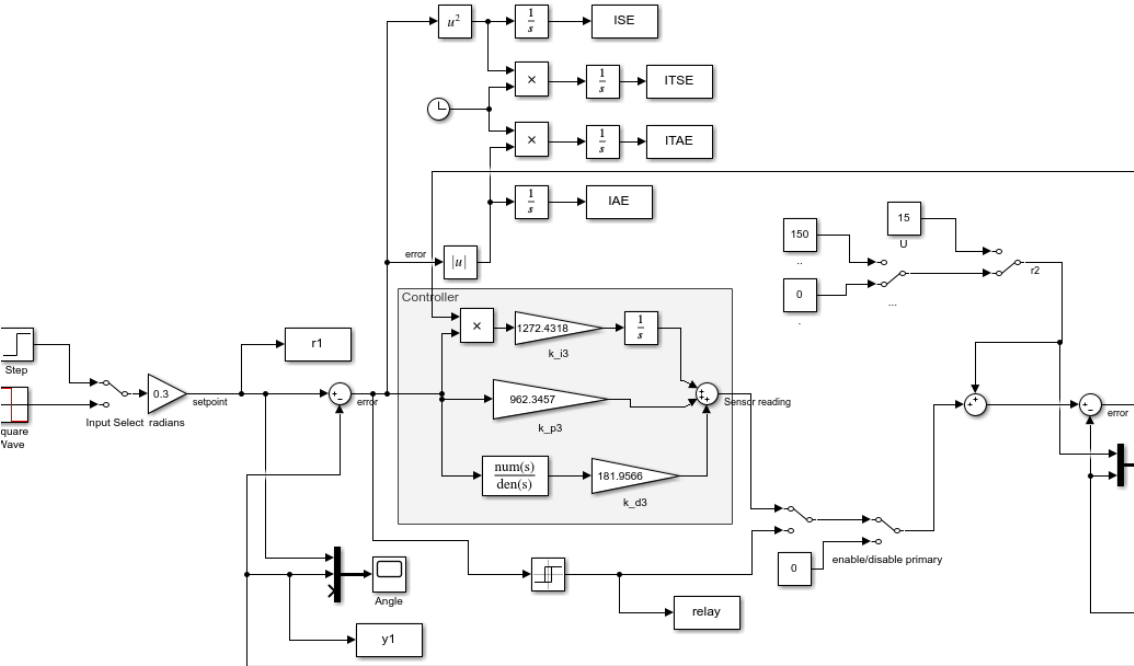 u²
1
s
ISE
×
1
s
ITSE
×
1
s
ITAE
1
s
IAE
150
..
15
U
0
.
...
r2
error
|u|
Controller
×
1272.4318
k_i3
1
s
Step
r1
0.3
setpoint
Input Select
radians
quare
Wave
+
-
error
962.3457
k_p3
+
+
+
Sensor reading
num(s)
den(s)
181.9566
k_d3
+
+
+
-
error
0
enable/disable primary
Angle
relay
y1